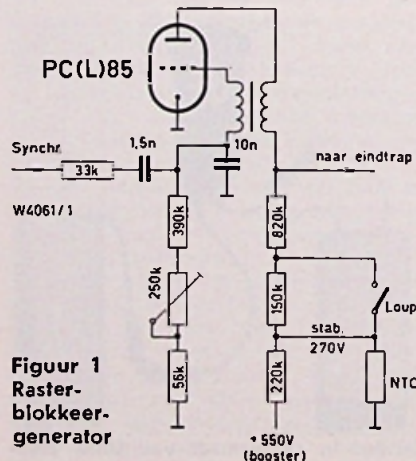 PC(L)85
Synchr.
33k
1,5n
10n
naar eindtrap
W4061/1
390k
820k
250k
150k
Loup
stab.
270V
56k
220k
NTC
+ 550V
(booster)
Figuur 1
Raster-
blokkeer-
generator